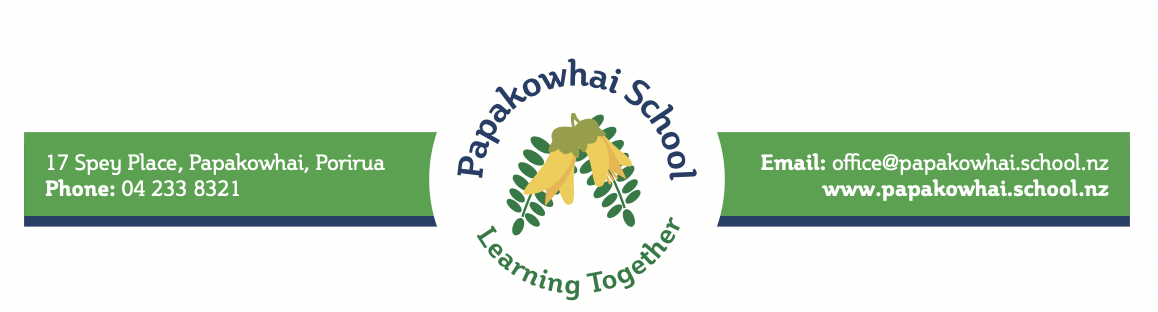 17 Spey Place, Papakowhai, Porirua
Phone: 04 233 8321
Papakowhai School
Learning Together
Email: office@papakowhai.school.nz
www.papakowhai.school.nz